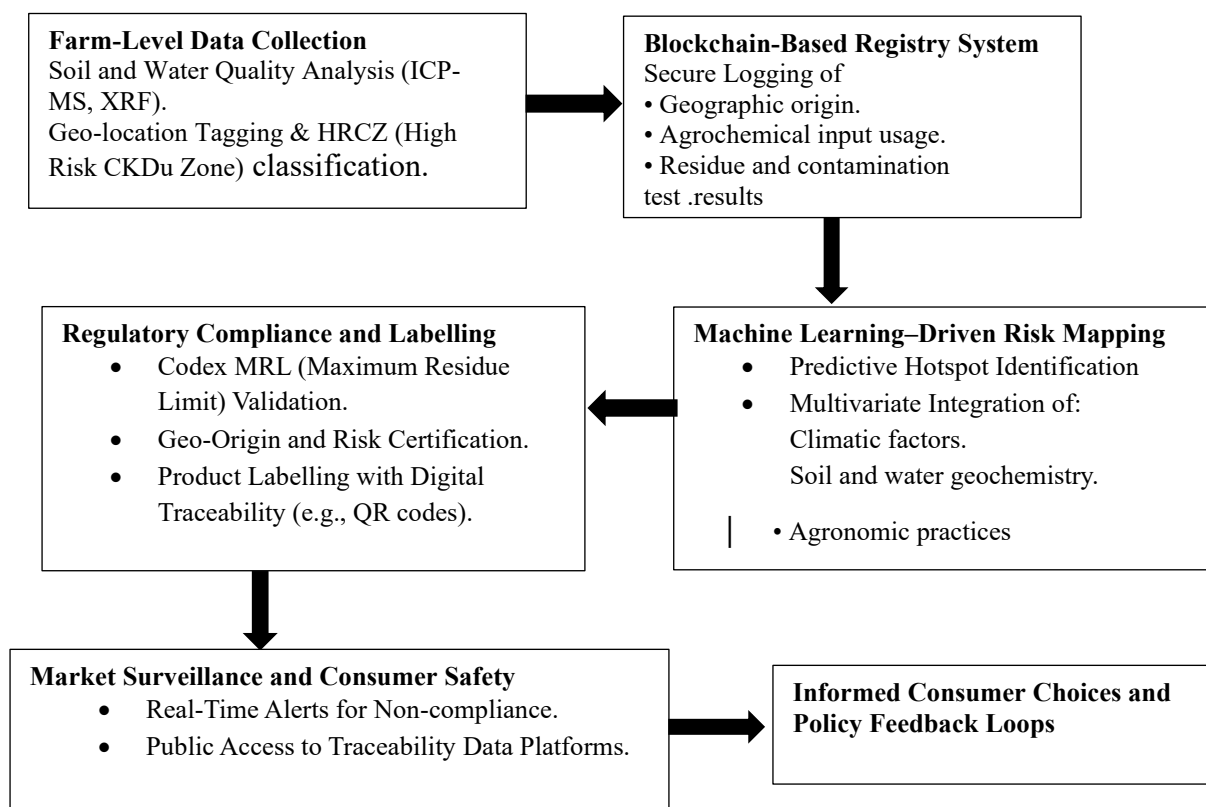 Farm-Level Data Collection
Soil and Water Quality Analysis (ICP-
MS, XRF).
Geo-location Tagging & HRCZ (High
Risk CKDu Zone) classification.
Blockchain-Based Registry System
Secure Logging of
• Geographic origin.
• Agrochemical input usage.
• Residue and contamination
test .results
Machine Learning–Driven Risk Mapping
• Predictive Hotspot Identification
• Multivariate Integration of:
Climatic factors.
Soil and water geochemistry.
• Agronomic practices
Regulatory Compliance and Labelling
• Codex MRL (Maximum Residue
Limit) Validation.
• Geo-Origin and Risk Certification.
• Product Labelling with Digital
Traceability (e.g., QR codes).
Market Surveillance and Consumer Safety
• Real-Time Alerts for Non-compliance.
• Public Access to Traceability Data Platforms.
Informed Consumer Choices and
Policy Feedback Loops